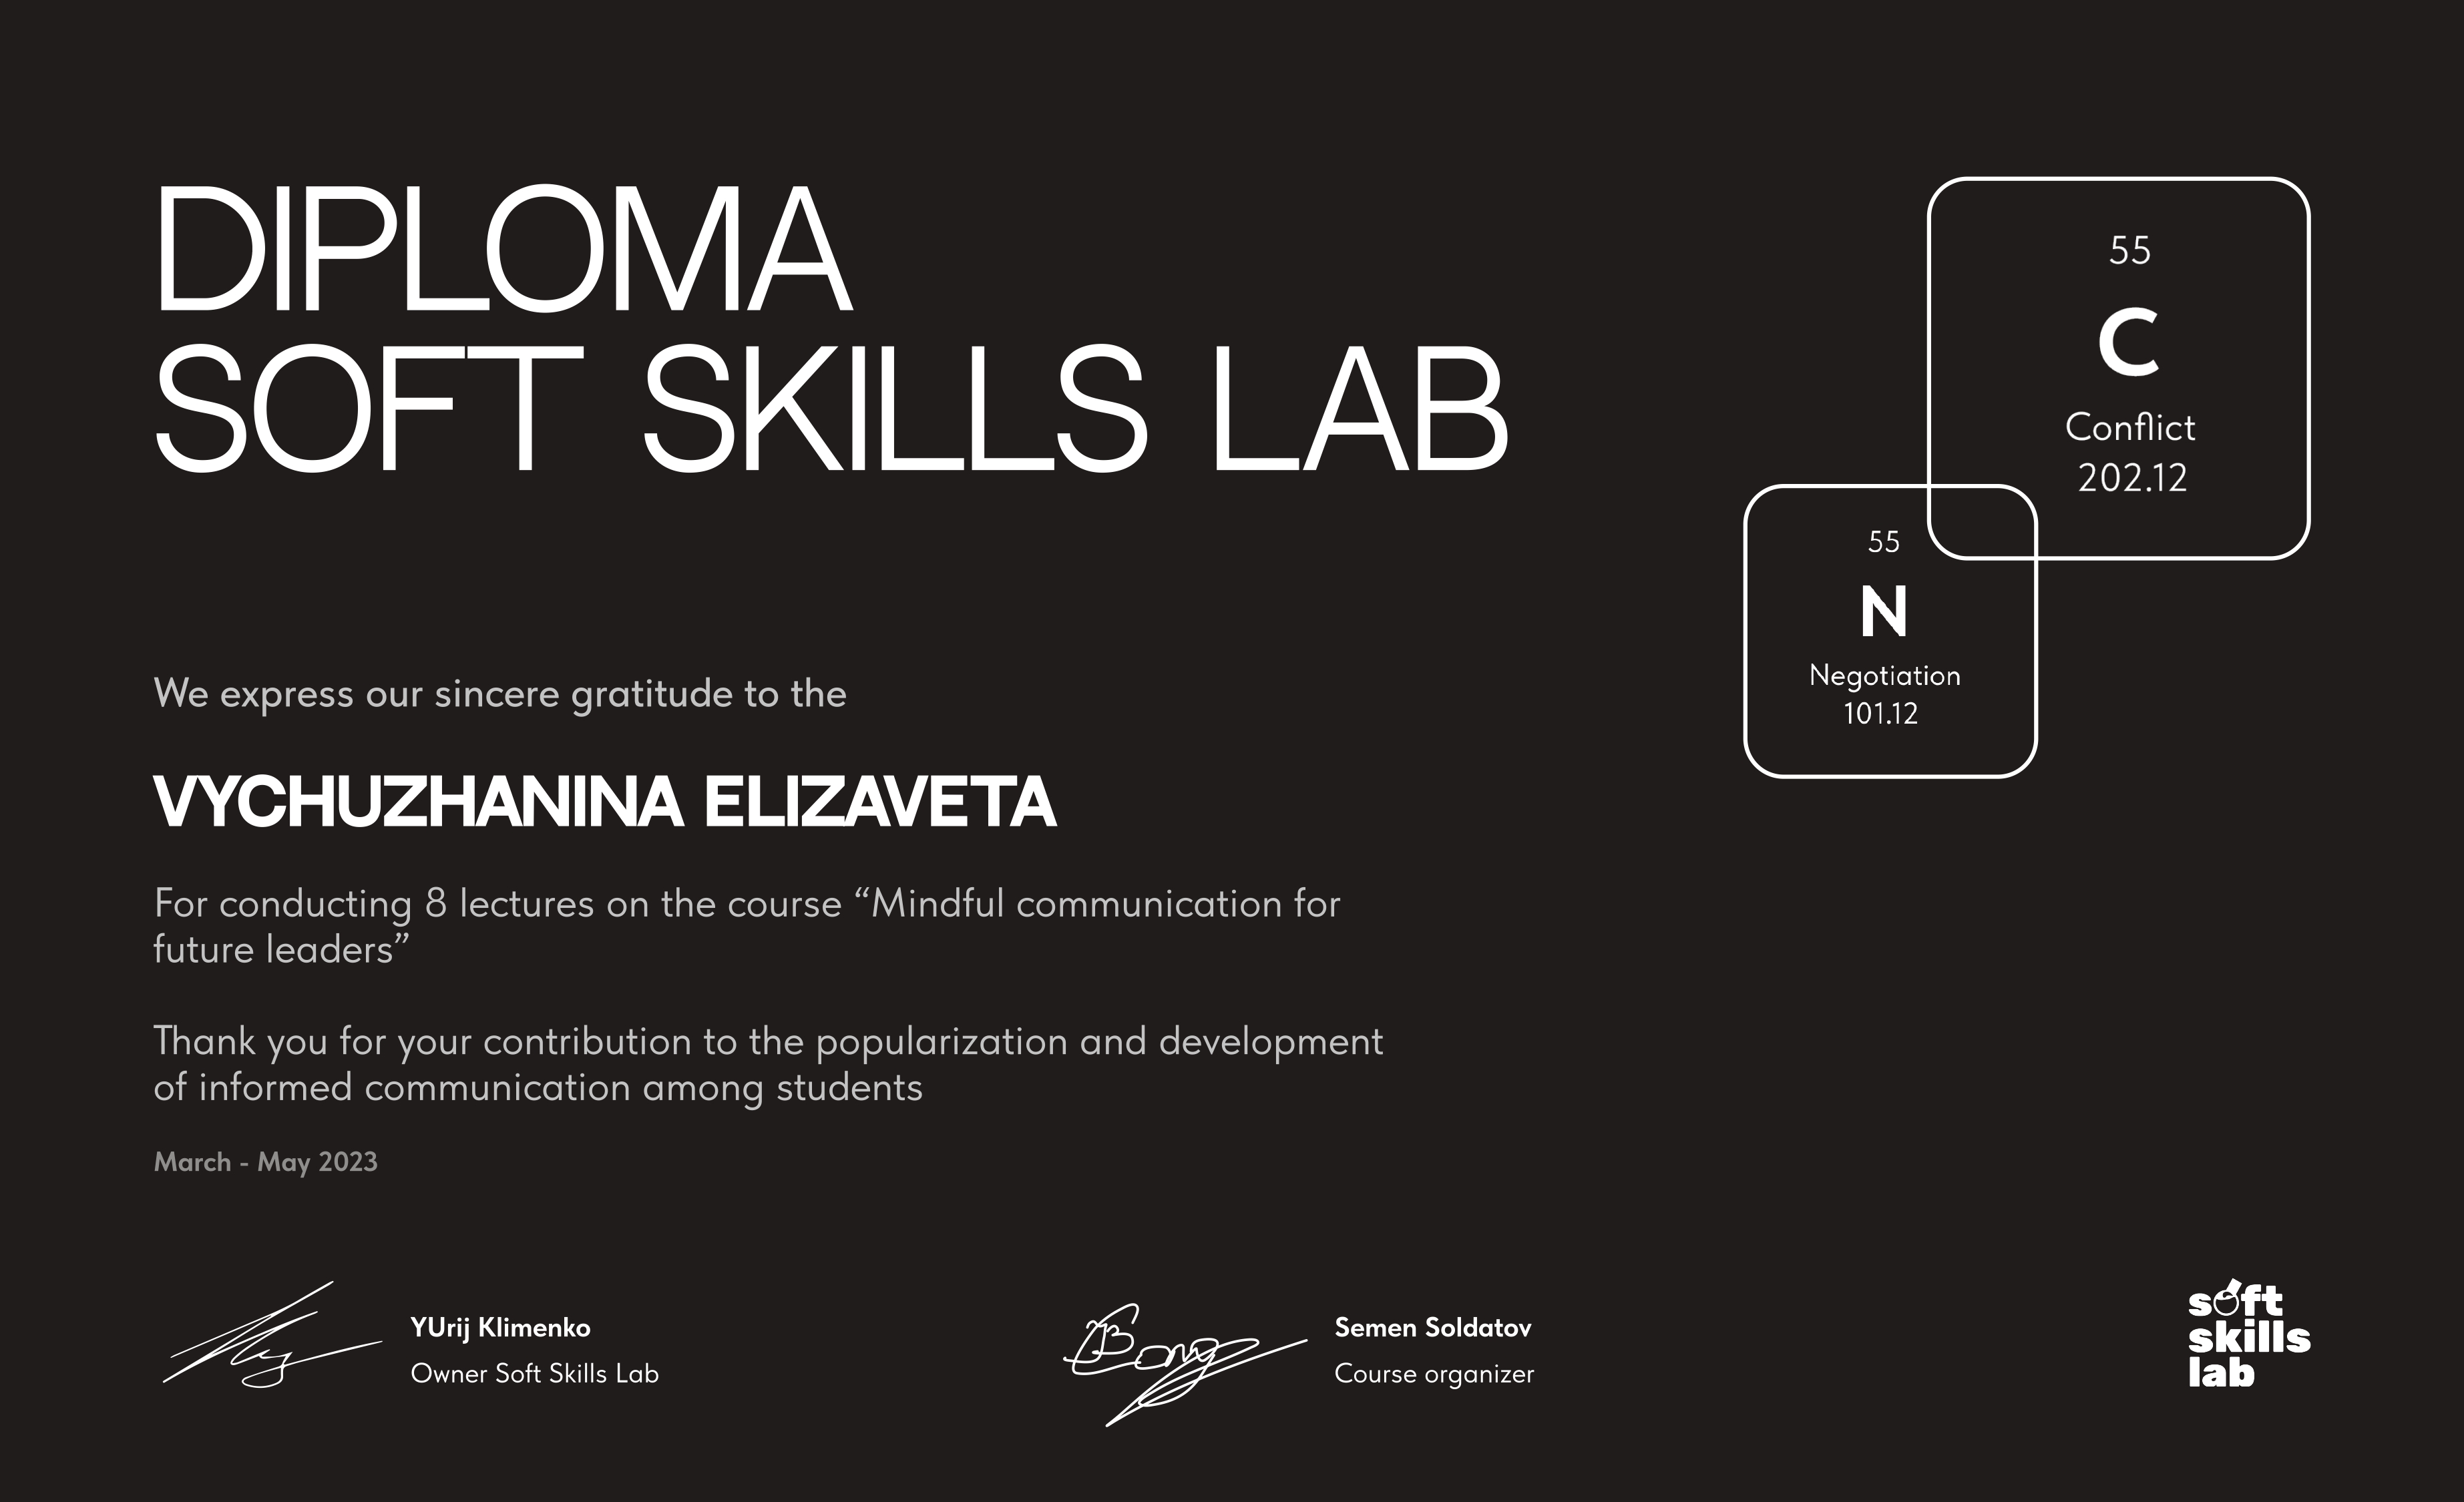 DIPLOMA
SOFT SKILLS LAB
55
C
Conflict
202.12
55
N
Negotiation
101.12
We express our sincere gratitude to the
VYCHUZHANINA ELIZAVETA
For conducting 8 lectures on the course “Mindful communication for
future leaders”
Thank you for your contribution to the popularization and development
of informed communication among students
March - May 2023
YUrij Klimenko
Owner Soft Skills Lab
Semen Soldatov
Course organizer
soft
skills
lab